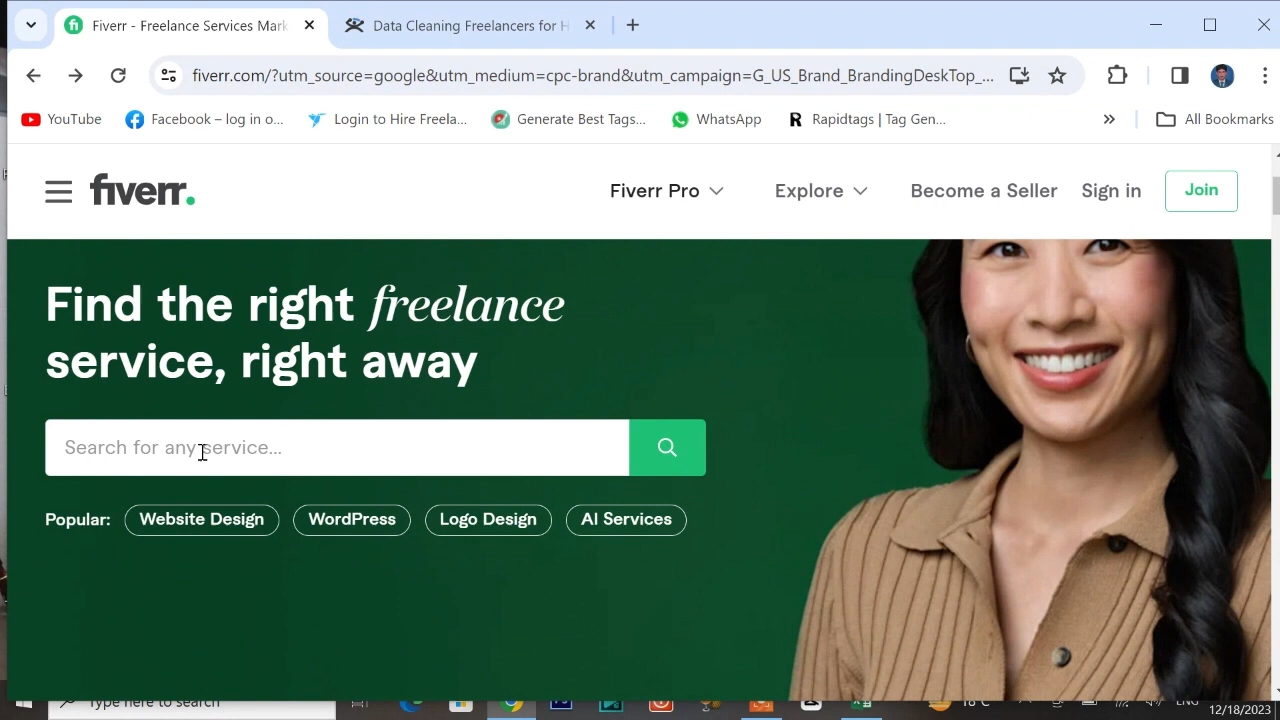 Fiverr - Freelance Services Mark
Data Cleaning Freelancers for H
fiverr.com/?utm_source=google&utm_medium=cpc-brand&utm_campaign=G_US_Brand_BrandingDeskTop_...
YouTube
Facebook – log in o...
Login to Hire Freela...
Generate Best Tags...
WhatsApp
Rapidtags | Tag Gen...
All Bookmarks
fiverr.
Fiverr Pro
Explore
Become a Seller
Sign in
Join
Find the right freelance
service, right away
Search for any service...
Popular:
Website Design
WordPress
Logo Design
AI Services
Type here to search
18°C
ENG
12/18/2023